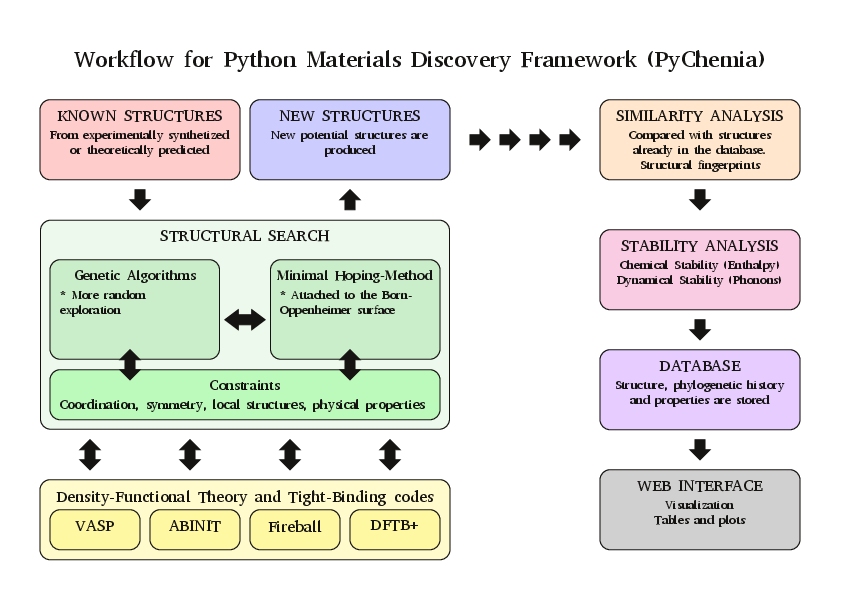 Workflow for Python Materials Discovery Framework (PyChemia)
KNOWN STRUCTURES
From experimentally synthetized
or theoretically predicted
NEW STRUCTURES
New potential structures are
produced
SIMILARITY ANALYSIS
Compared with structures
already in the database.
Structural fingerprints
STRUCTURAL SEARCH
Genetic Algorithms
* More random
exploration
Minimal Hoping-Method
* Attached to the Born-
Oppenheimer surface
Constraints
Coordination, symmetry, local structures, physical properties
STABILITY ANALYSIS
Chemical Stability (Enthalpy)
Dynamical Stability (Phonons)
DATABASE
Structure, phylogenetic history
and properties are stored
Density-Functional Theory and Tight-Binding codes
VASP
ABINIT
Fireball
DFTB+
WEB INTERFACE
Visualization
Tables and plots